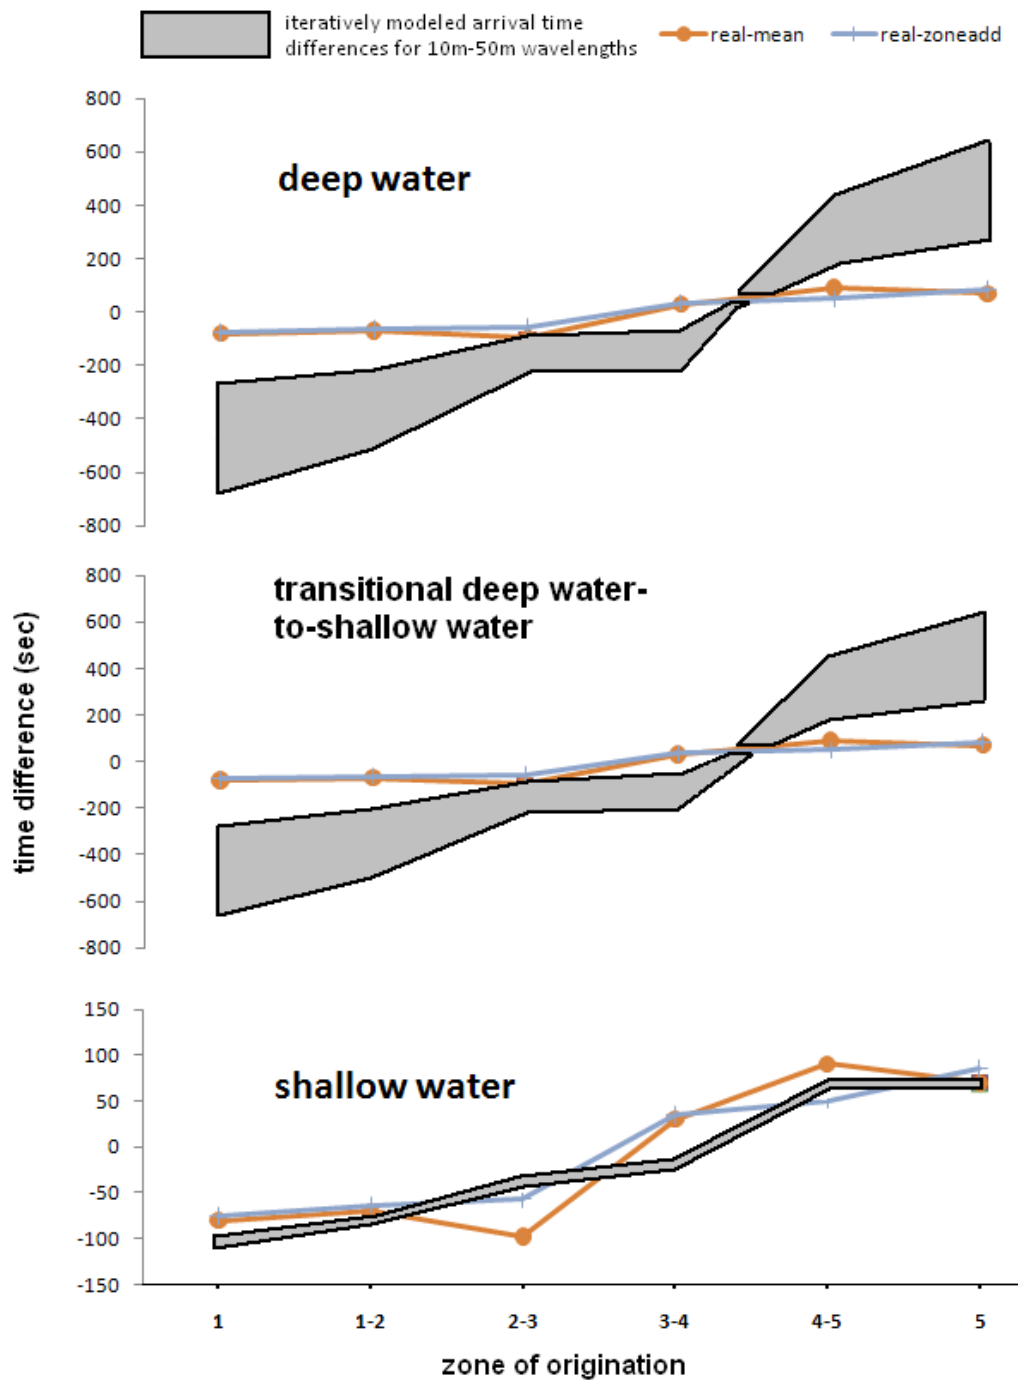 iteratively modeled arrival time
differences for 10m-50m wavelengths
real-mean
real-zoneadd
800
600
400
200
0
-200
-400
-600
-800
deep water
800
600
400
200
0
-200
-400
-600
-800
transitional deep water-
to-shallow water
time difference (sec)
150
100
50
0
-50
-100
-150
shallow water
1 1-2 2-3 3-4 4-5 5
zone of origination